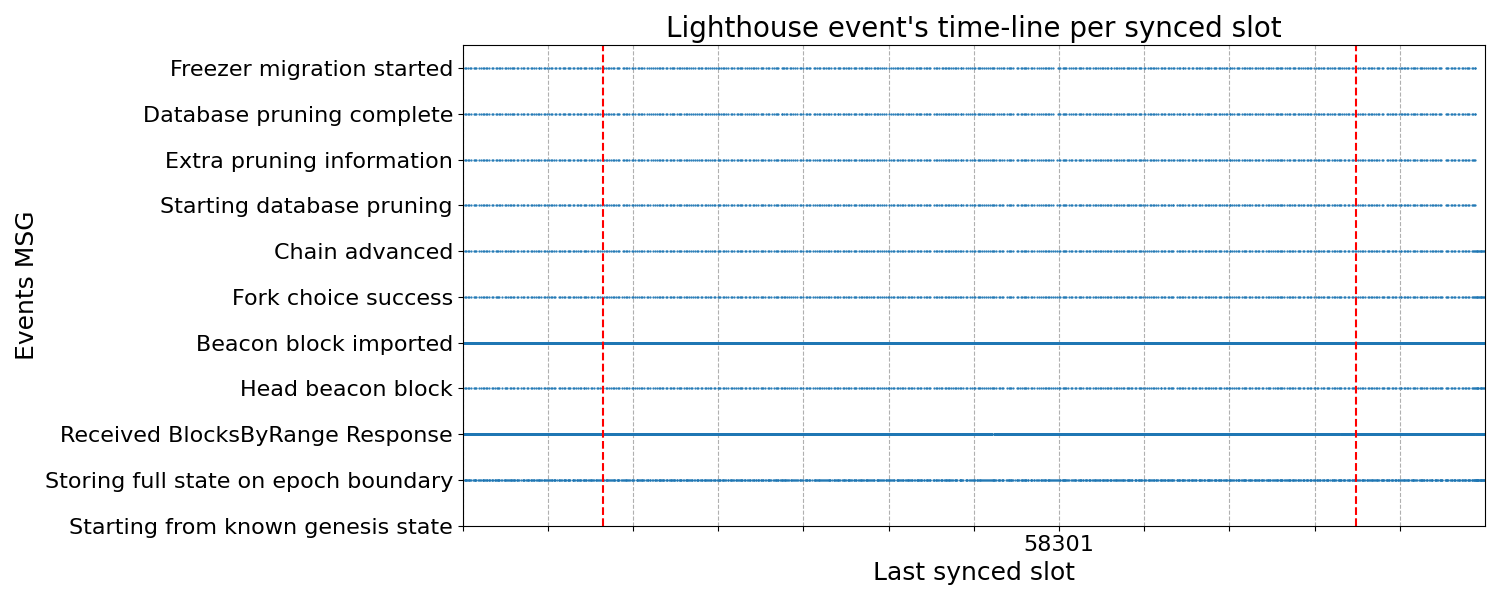 Lighthouse event's time-line per synced slot
Events MSG
Freezer migration started
Database pruning complete
Extra pruning information
Starting database pruning
Chain advanced
Fork choice success
Beacon block imported
Head beacon block
Received BlocksByRange Response
Storing full state on epoch boundary
Starting from known genesis state
58301
Last synced slot